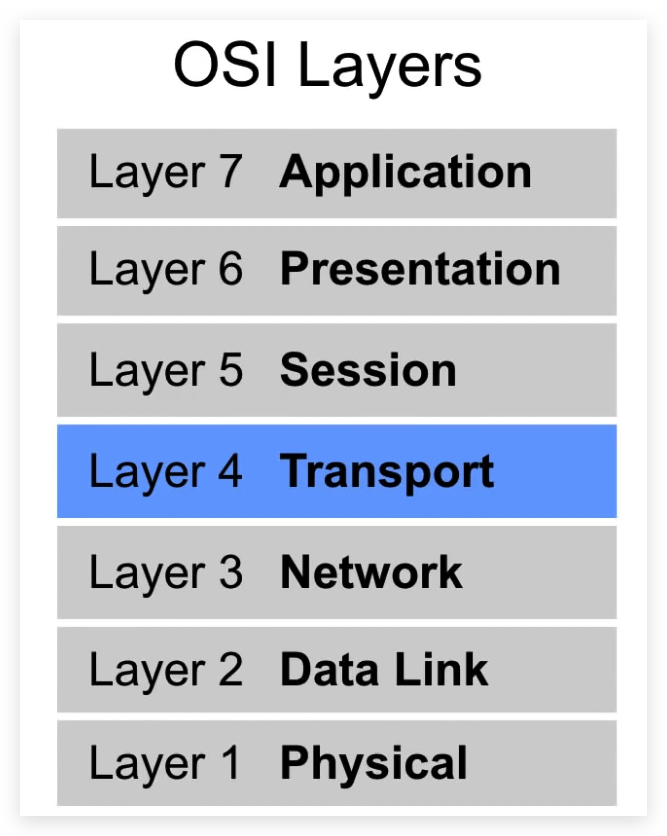 OSI Layers
Layer 7 Application
Layer 6 Presentation
Layer 5 Session
Layer 4 Transport
Layer 3 Network
Layer 2 Data Link
Layer 1 Physical